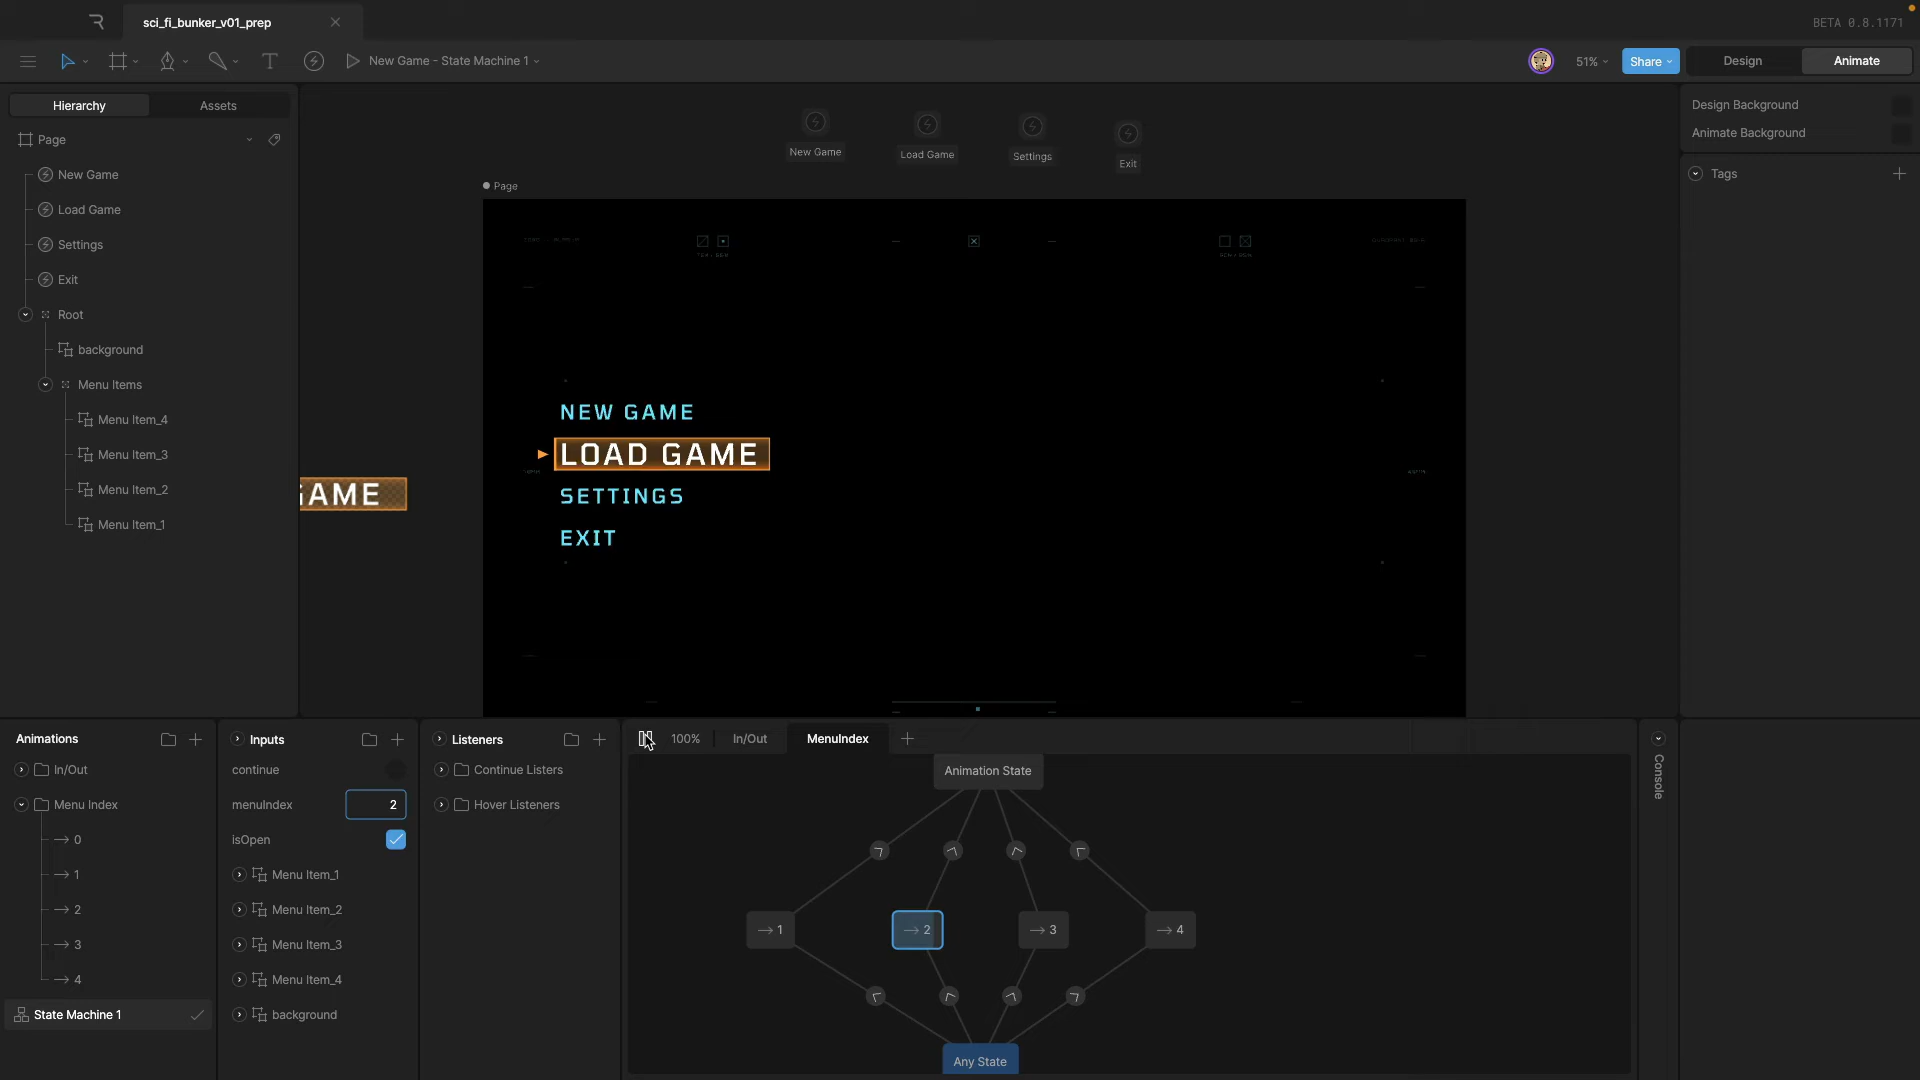 sci_fi_bunker_v01_prep
BETA 0.8.1171
New Game - State Machine 1
51%
Share
Design
Animate
Hierarchy
Assets
Page
New Game
Load Game
Settings
Exit
Root
background
Menu Items
Menu Item_4
Menu Item_3
Menu Item_2
Menu Item_1
New Game
Load Game
Settings
Exit
Page
NEW GAME
LOAD GAME
SETTINGS
EXIT
GAME
Design Background
Animate Background
Tags
Animations
In/Out
Menu Index
0
1
2
3
4
State Machine 1
Inputs
continue
menuIndex
2
isOpen
Menu Item_1
Menu Item_2
Menu Item_3
Menu Item_4
background
Listeners
Continue Listers
Hover Listeners
100%
In/Out
MenuIndex
Animation State
1
2
3
4
Any State
Console